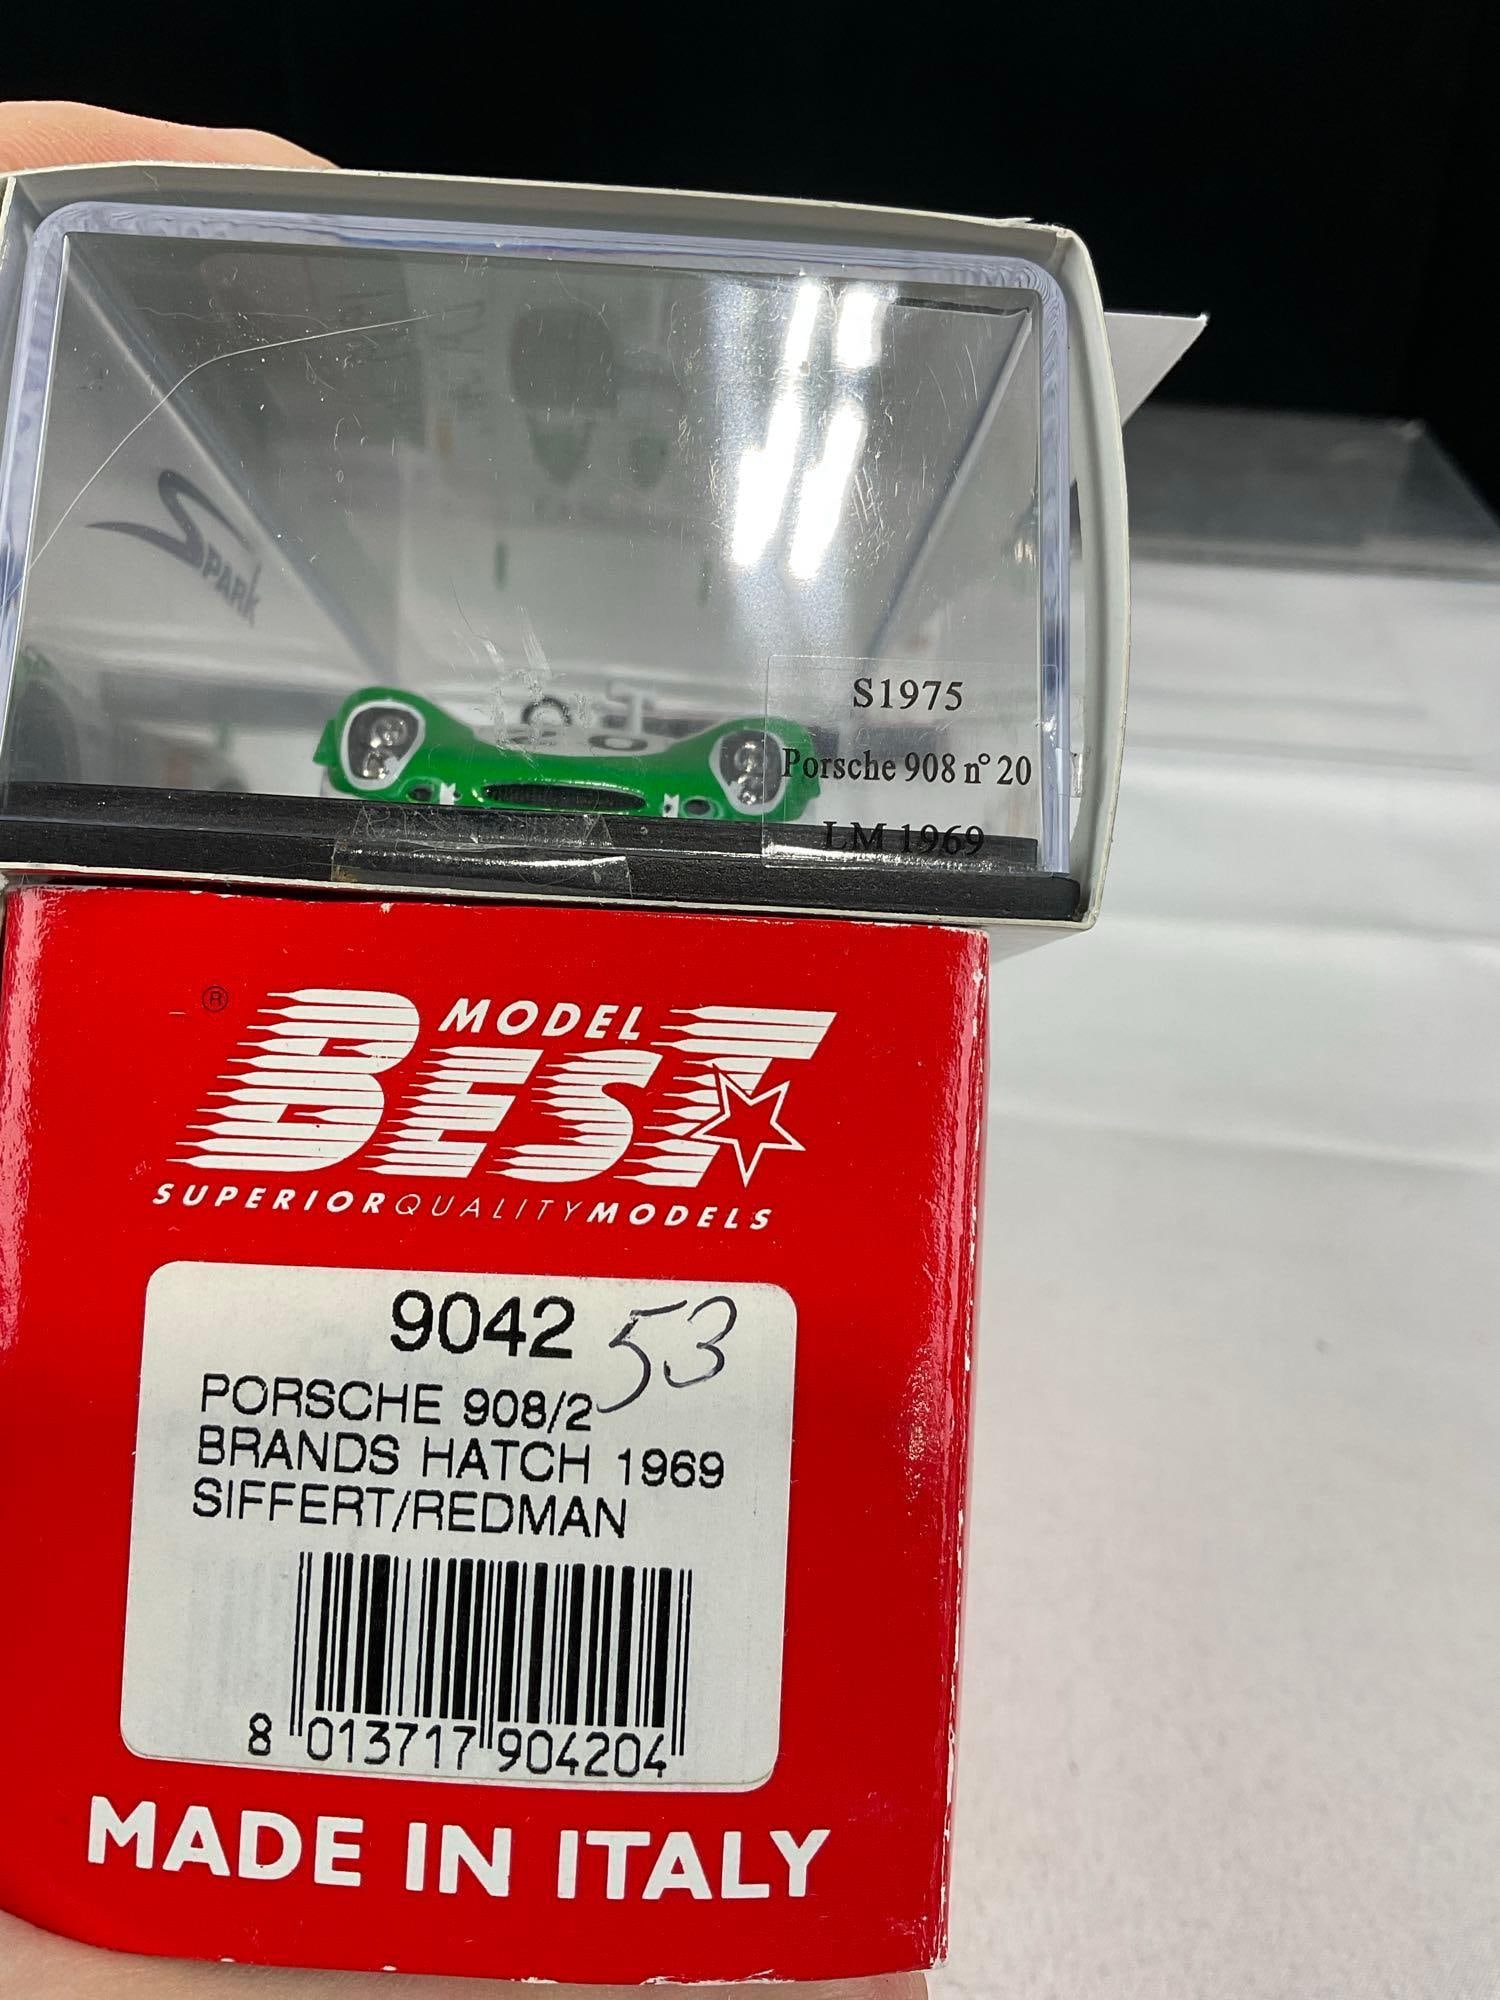 Spark
S1975
Porsche 908 n° 20
LM 1969
®
MODEL
BEST
SUPERIORQUALITYMODELS
9042 53
PORSCHE 908/2
BRANDS HATCH 1969
SIFFERT/REDMAN
8 013717 904204
MADE IN ITALY